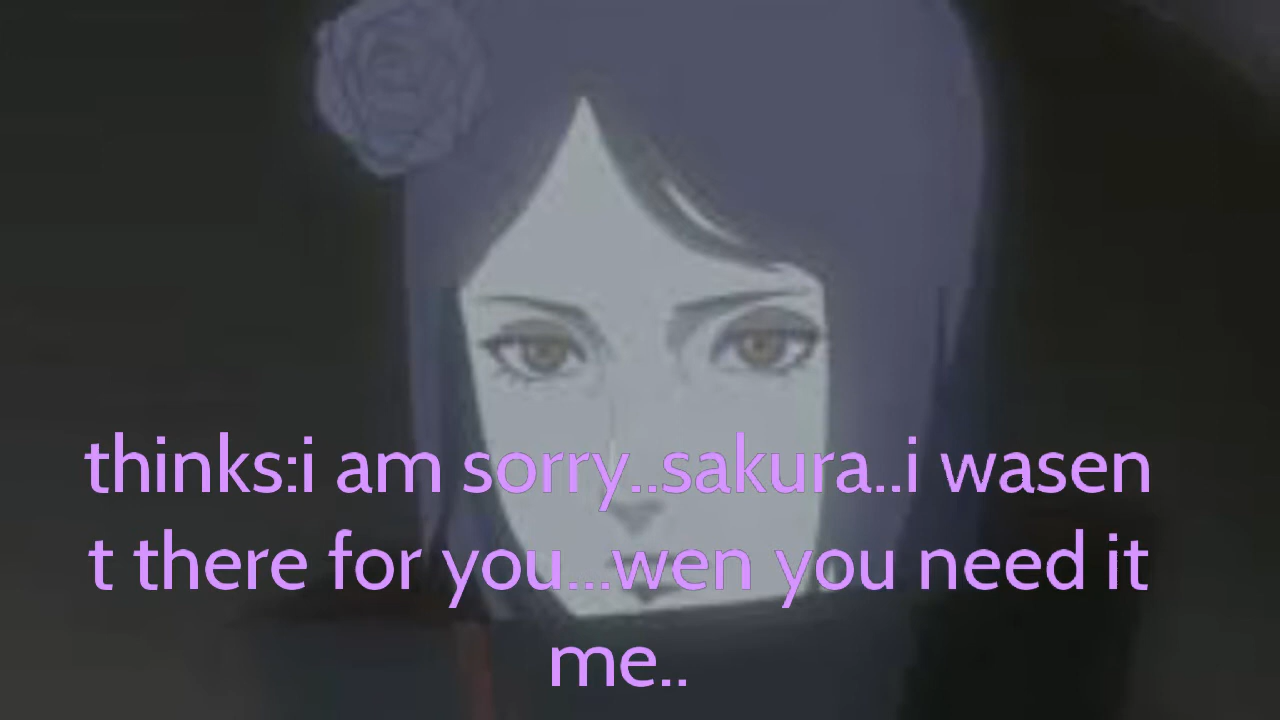 thinks:i am sorry..sakura..i wasen
t there for you...wen you need it
me..